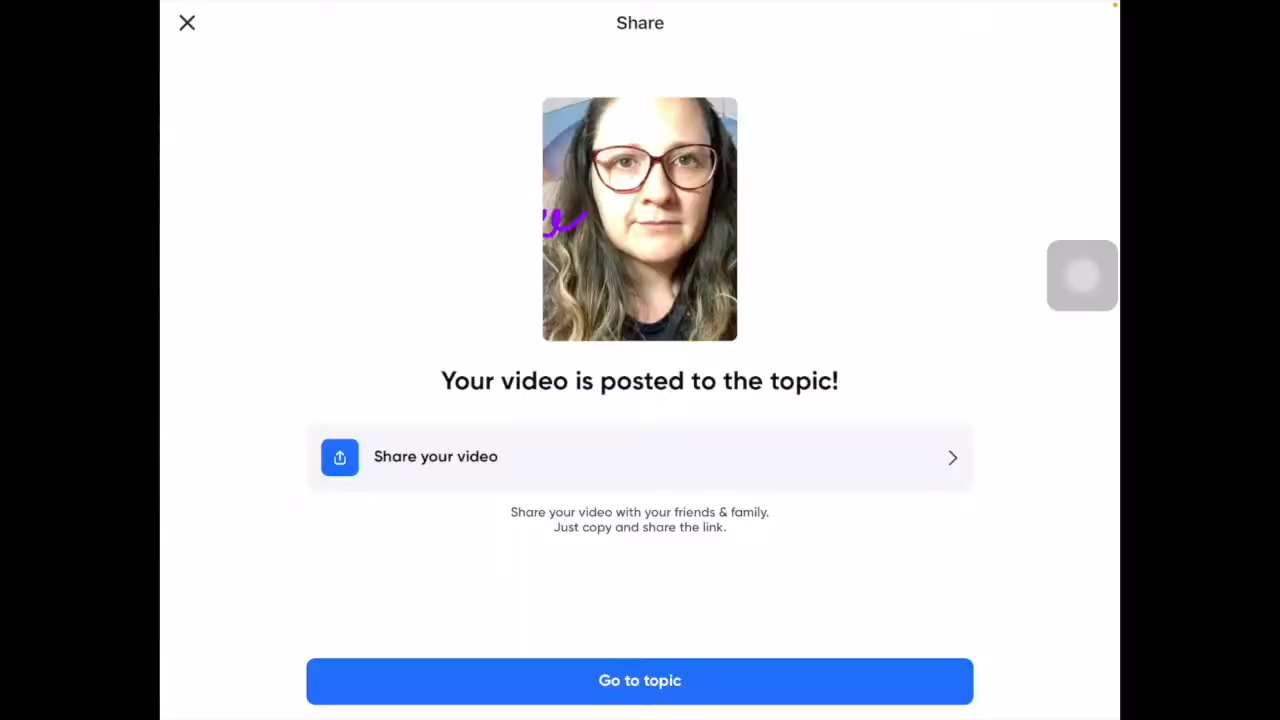 Share
Your video is posted to the topic!
Share your video
Share your video with your friends & family.
Just copy and share the link.
Go to topic